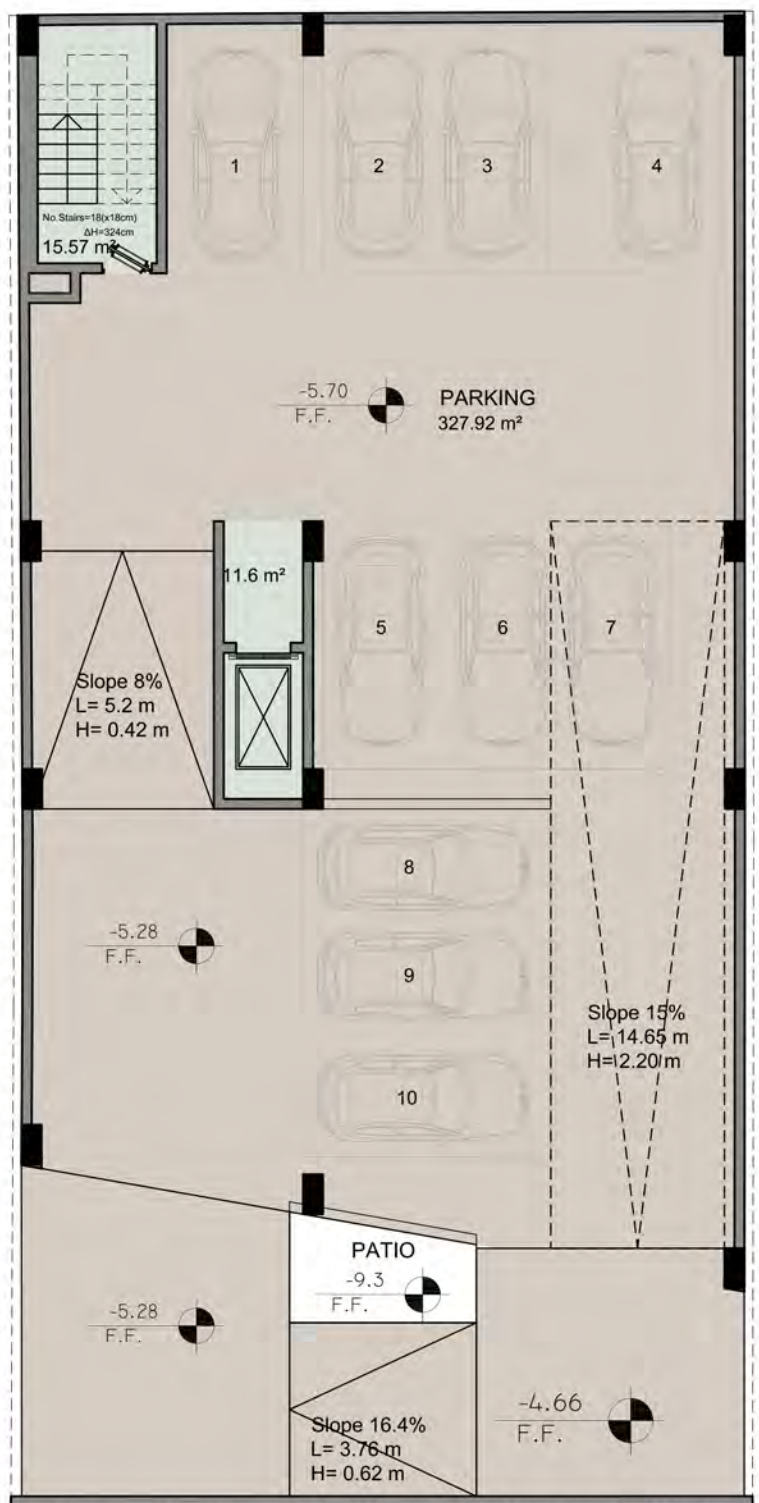 1
2
3
4
No.Stairs=18(x18cm)
ΔH=324cm
15.57 m²
-5.70
F.F.
PARKING
327.92 m²
11.6 m²
5
6
7
Slope 8%
L= 5.2 m
H= 0.42 m
8
-5.28
F.F.
9
Slope 15%
L= 14.65 m
H= 2.20 m
10
PATIO
-9.3
F.F.
-5.28
F.F.
-4.66
F.F.
Slope 16.4%
L= 3.76 m
H= 0.62 m